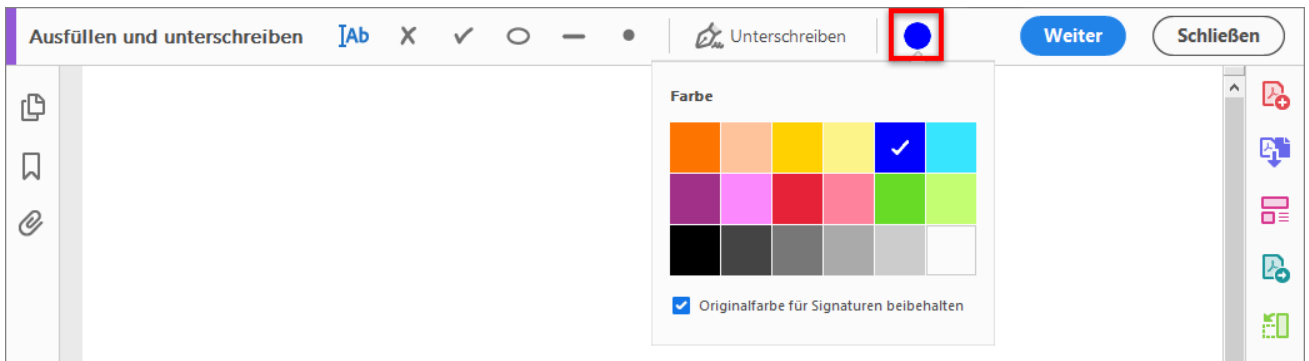 Ausfüllen und unterschreiben
Ab
Unterschreiben
Weiter
Schließen
Farbe
Originalfarbe für Signaturen beibehalten